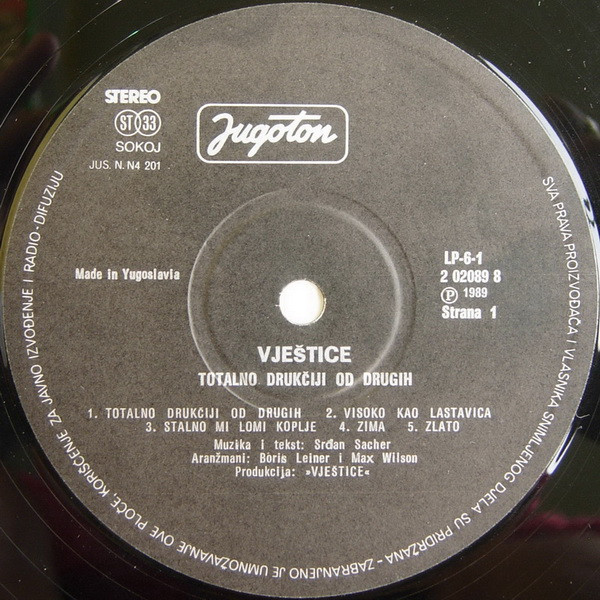 STEREO
ST 33
SOKOJ
JUS. N. N4 201
Jugoton
Made in Yugoslavia
LP-6-1
2 02089 8
Ⓟ 1989
Strana 1
VJEŠTICE
TOTALNO DRUKČIJI OD DRUGIH
1. TOTALNO DRUKČIJI OD DRUGIH 2. VISOKO KAO LASTAVICA
3. STALNO MI LOMI KOPLJE 4. ZIMA 5. ZLATO
Muzika i tekst: Srđan Sacher
Aranžmani: Boris Leiner i Max Wilson
Produkcija: »VJEŠTICE«
SVA PRAVA PROIZVOĐAČA I VLASNIKA SNIMLJENOG DJELA SU PRIDRŽANA - ZABRANJENO JE UMNOŽAVANJE OVE PLOČE, KORIŠĆENJE ZA JAVNO IZVOĐENJE I RADIO-DIFUZIJU